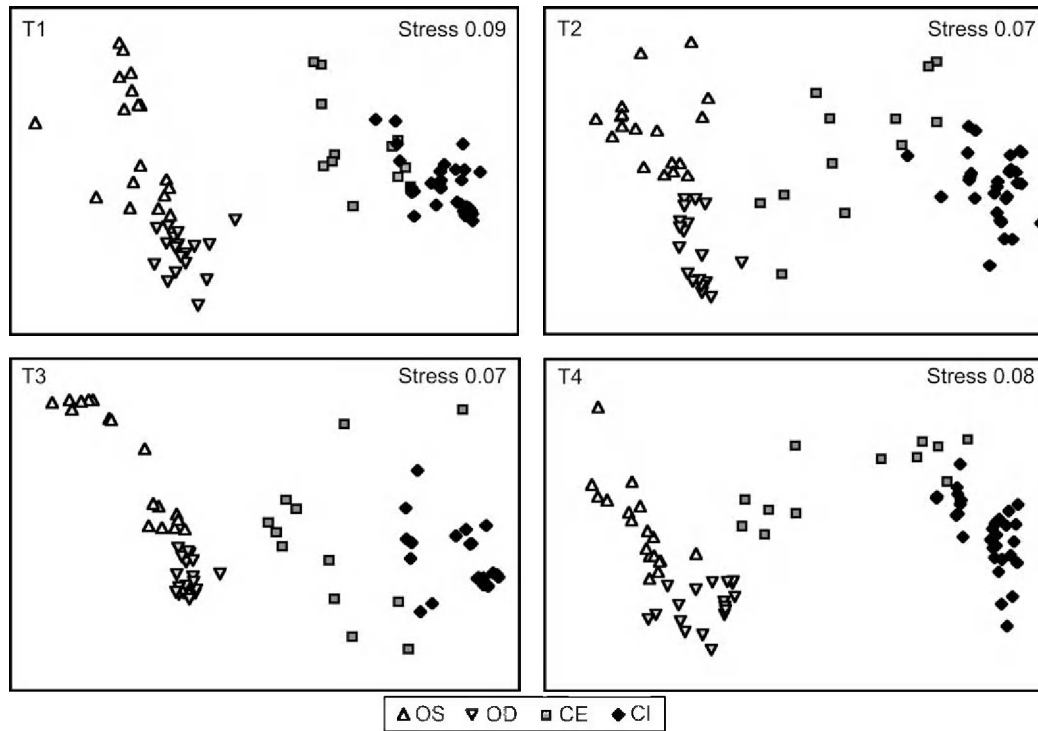 T1 Stress 0.09
T2 Stress 0.07
T3 Stress 0.07
T4 Stress 0.08
OS OD CE CI